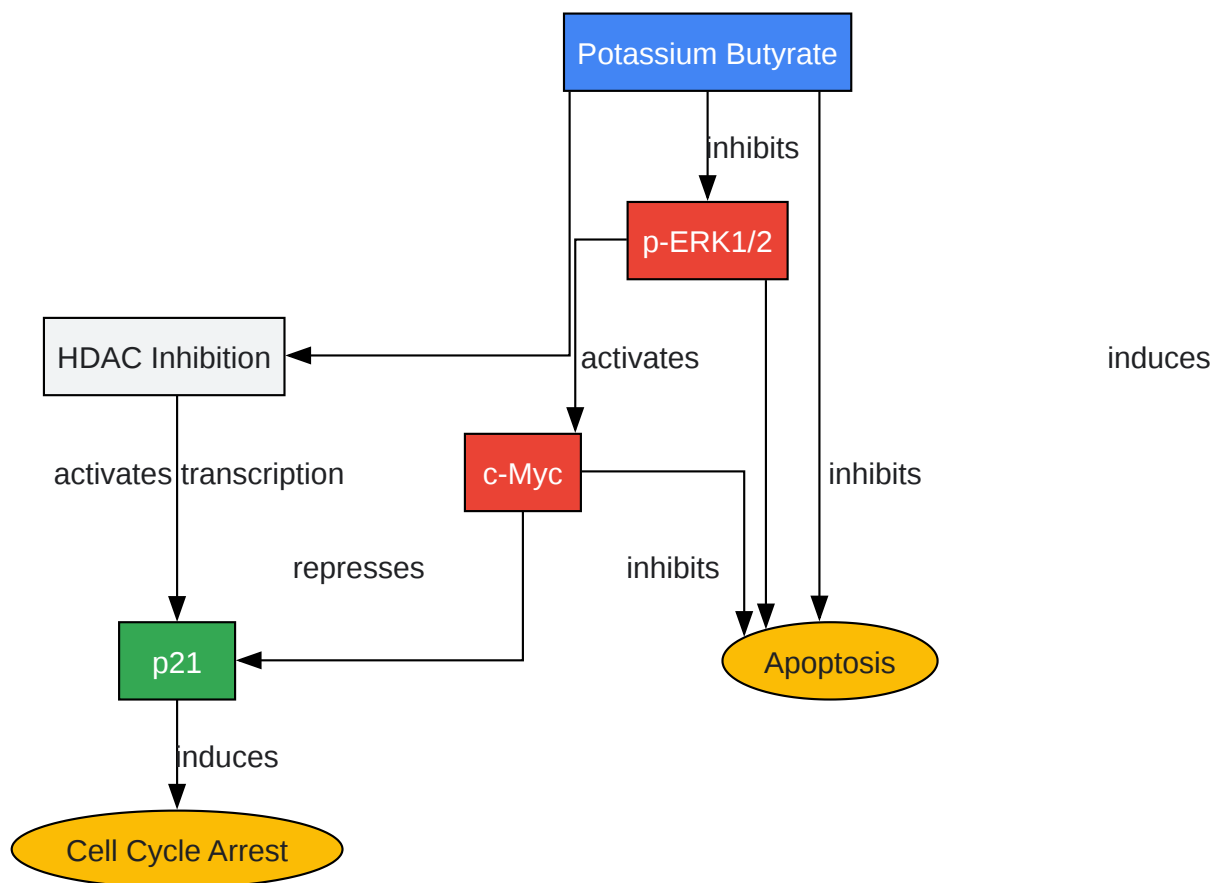 Potassium Butyrate
inhibits
p-ERK1/2
HDAC Inhibition
activates
induces
activates transcription
c-Myc
inhibits
represses
inhibits
p21
Apoptosis
induces
Cell Cycle Arrest